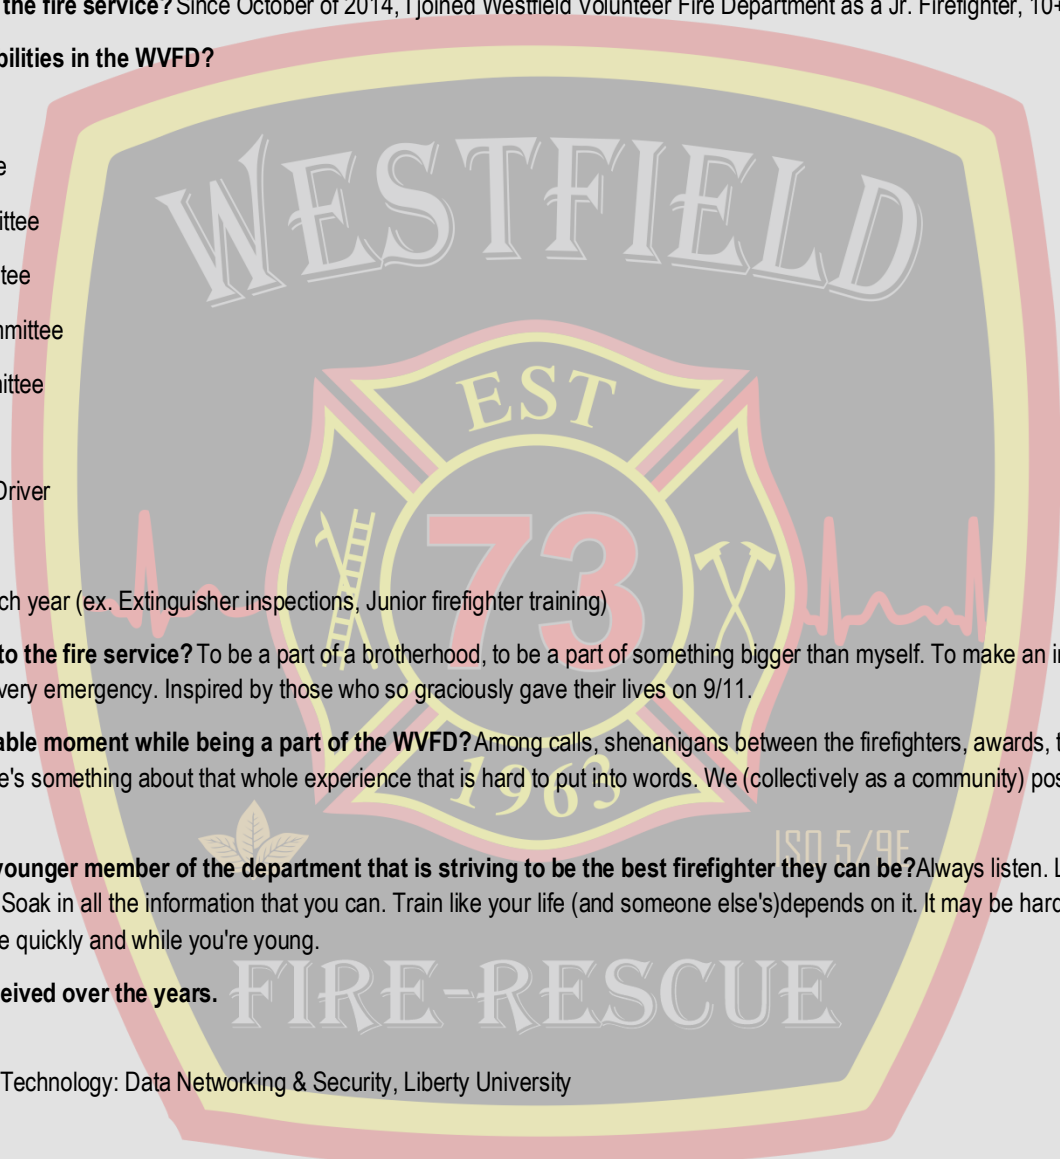 the fire service? Since October of 2014, I joined Westfield Volunteer Fire Department as a Jr. Firefighter, 10+
bilities in the WVFD?
e
ittee
tee
nmittee
nittee
Driver
ch year (ex. Extinguisher inspections, Junior firefighter training)
to the fire service? To be a part of a brotherhood, to be a part of something bigger than myself. To make an
very emergency. Inspired by those who so graciously gave their lives on 9/11.
able moment while being a part of the WVFD?Among calls, shenanigans between the firefighters, awards,
e's something about that whole experience that is hard to put into words. We (collectively as a community) pos
younger member of the department that is striving to be the best firefighter they can be?Always listen. L
Soak in all the information that you can. Train like your life (and someone else's)depends on it. It may be hard
e quickly and while you're young.
eived over the years.
Technology: Data Networking & Security, Liberty University
WESTFIELD
EST
73
1963
ISO 5/9E
FIRE-RESCUE